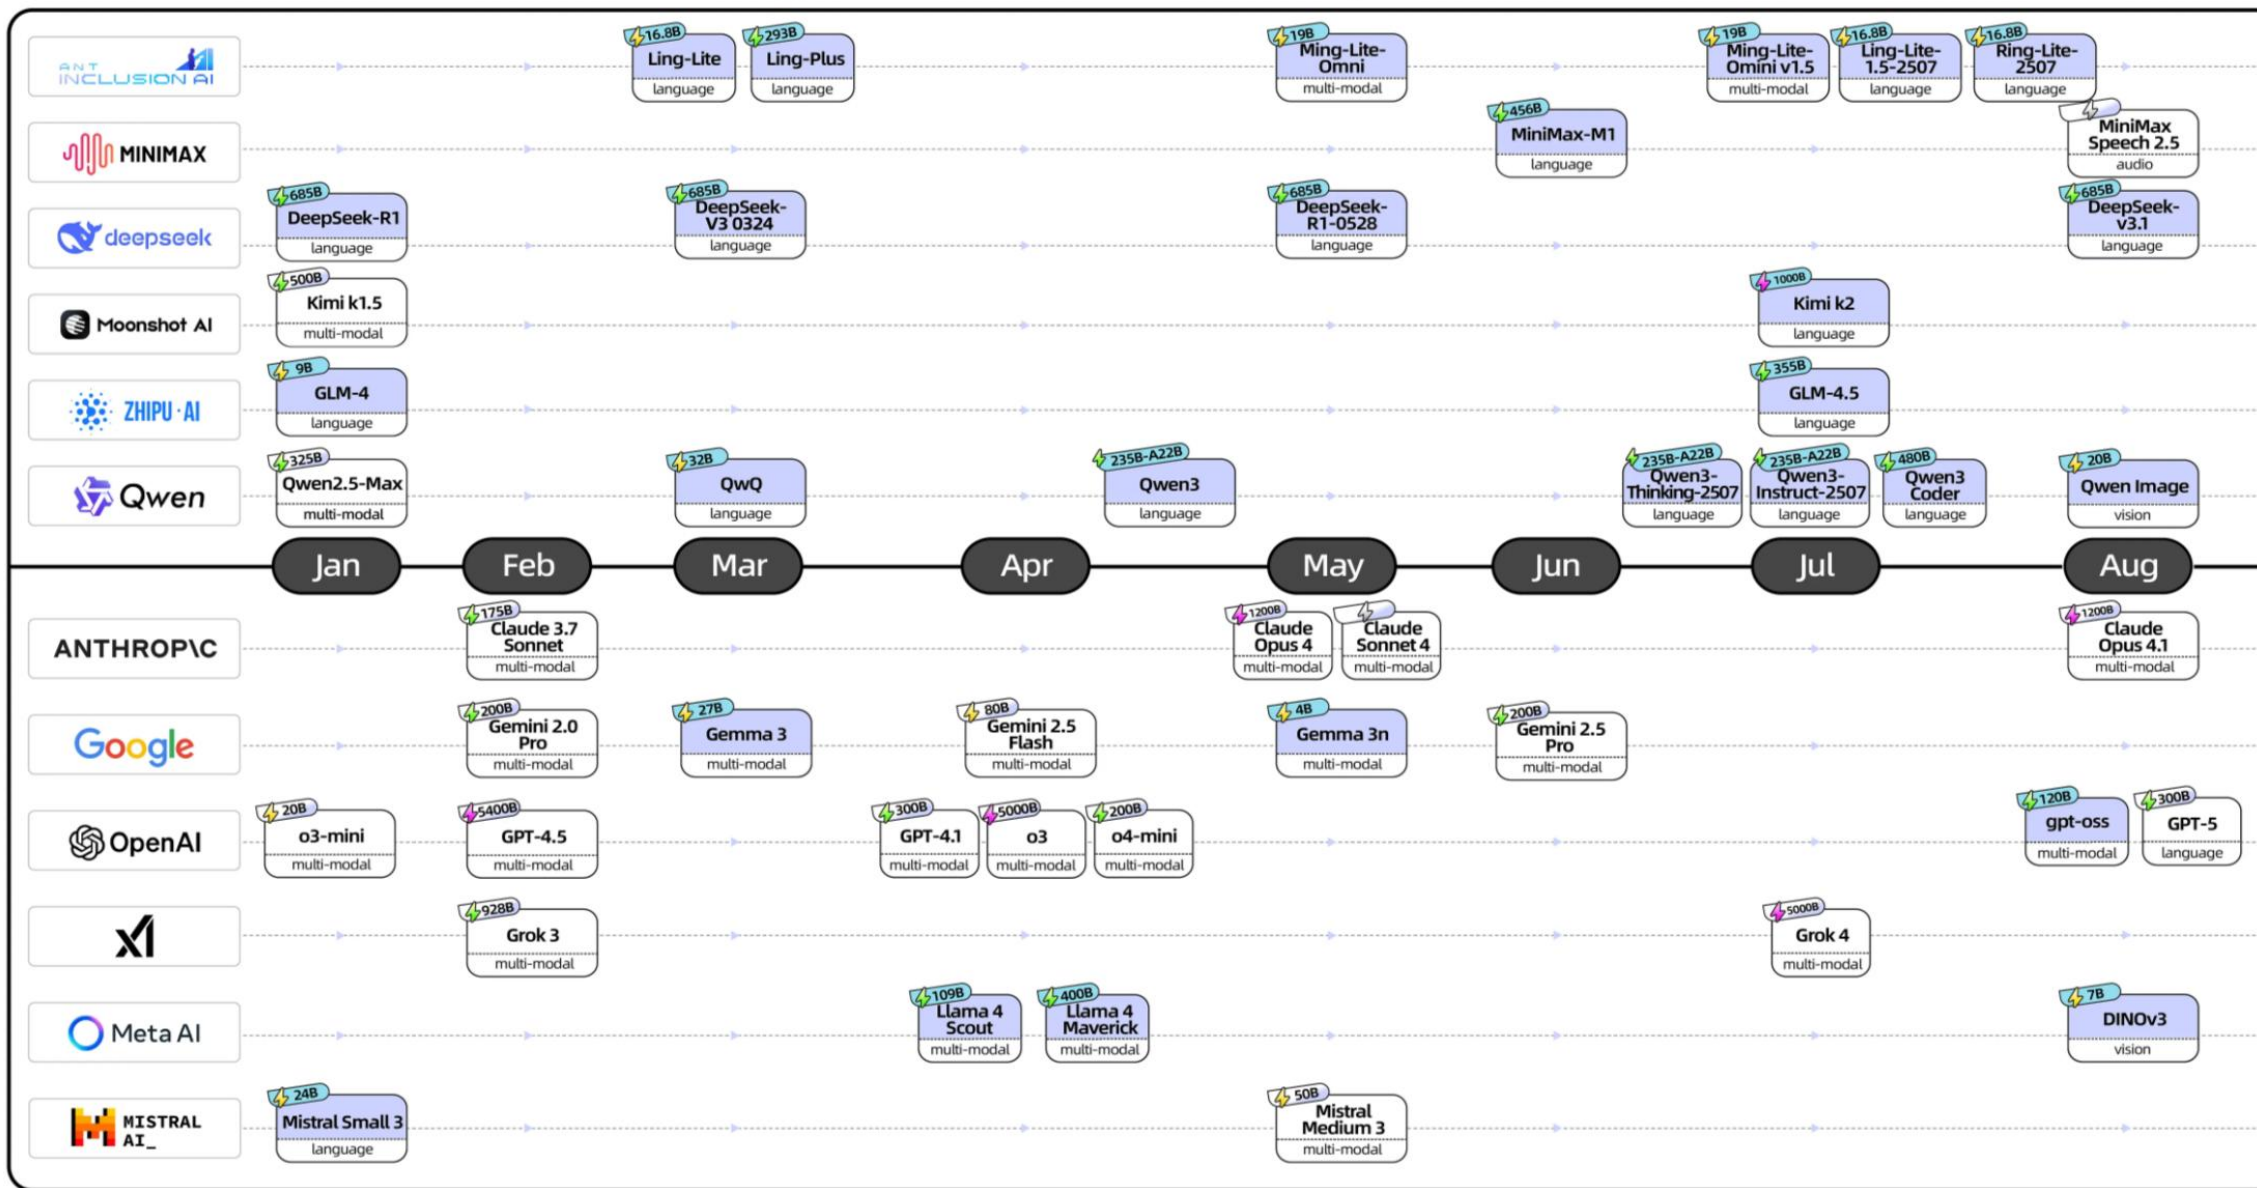 ANT
INCLUSION AI
16.8B
Ling-Lite
language
293B
Ling-Plus
language
19B
Ming-Lite-
Omni
multi-modal
19B
Ming-Lite-
Omini v1.5
multi-modal
16.8B
Ling-Lite-
1.5-2507
language
16.8B
Ring-Lite-
2507
language
MINIMAX
456B
MiniMax-M1
language
MiniMax
Speech 2.5
audio
deepseek
685B
DeepSeek-R1
language
685B
DeepSeek-
V3 0324
language
685B
DeepSeek-
R1-0528
language
685B
DeepSeek-
v3.1
language
Moonshot AI
500B
Kimi k1.5
multi-modal
1000B
Kimi k2
language
ZHIPU·AI
9B
GLM-4
language
355B
GLM-4.5
language
Qwen
325B
Qwen2.5-Max
multi-modal
32B
QwQ
language
235B-A22B
Qwen3
language
235B-A22B
Qwen3-
Thinking-2507
language
235B-A22B
Qwen3-
Instruct-2507
language
480B
Qwen3
Coder
language
20B
Qwen Image
vision
Jan
Feb
Mar
Apr
May
Jun
Jul
Aug
ANTHROP\C
175B
Claude 3.7
Sonnet
multi-modal
1200B
Claude
Opus 4
multi-modal
Claude
Sonnet 4
multi-modal
1200B
Claude
Opus 4.1
multi-modal
Google
200B
Gemini 2.0
Pro
multi-modal
27B
Gemma 3
multi-modal
80B
Gemini 2.5
Flash
multi-modal
4B
Gemma 3n
multi-modal
200B
Gemini 2.5
Pro
multi-modal
OpenAI
20B
o3-mini
multi-modal
5400B
GPT-4.5
multi-modal
300B
GPT-4.1
multi-modal
5000B
o3
multi-modal
200B
o4-mini
multi-modal
120B
gpt-oss
multi-modal
300B
GPT-5
language
xI
928B
Grok 3
multi-modal
5000B
Grok 4
multi-modal
Meta AI
109B
Llama 4
Scout
multi-modal
400B
Llama 4
Maverick
multi-modal
7B
DINOv3
vision
MISTRAL
AI_
24B
Mistral Small 3
language
50B
Mistral
Medium 3
multi-modal